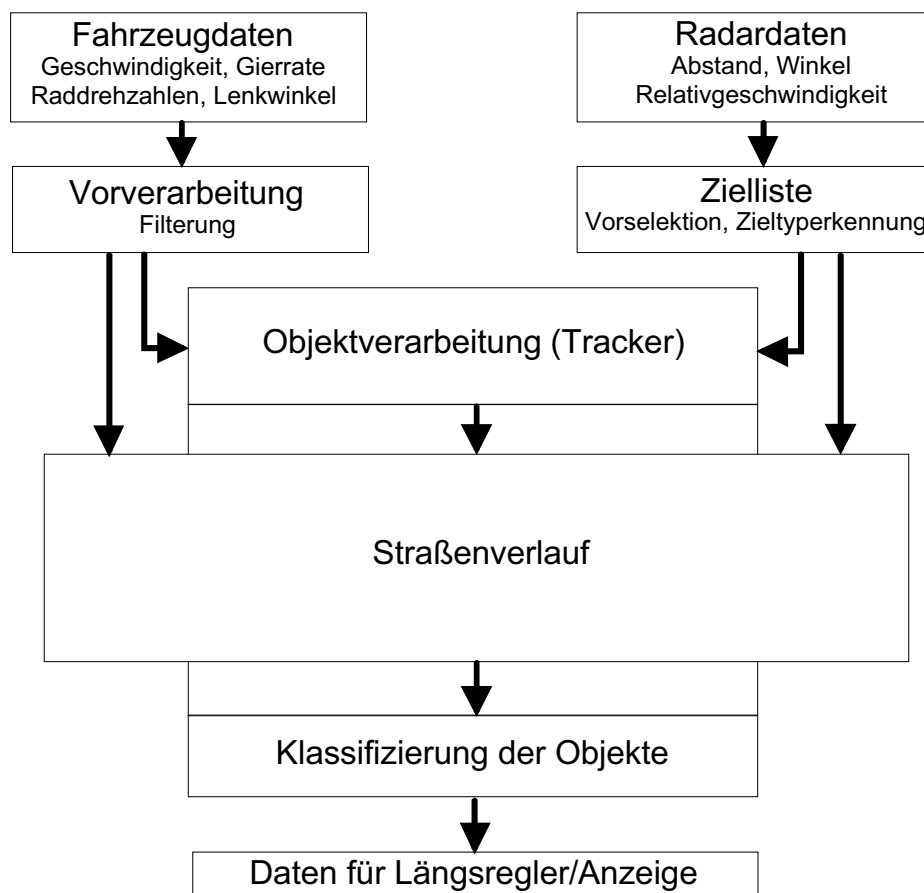 Fahrzeugdaten
Geschwindigkeit, Gierrate
Raddrehzahlen, Lenkwinkel
Radardaten
Abstand, Winkel
Relativgeschwindigkeit
Vorverarbeitung
Filterung
Zielliste
Vorselektion, Zieltyperkennung
Objektverarbeitung (Tracker)
Straßenverlauf
Klassifizierung der Objekte
Daten für Längsregler/Anzeige